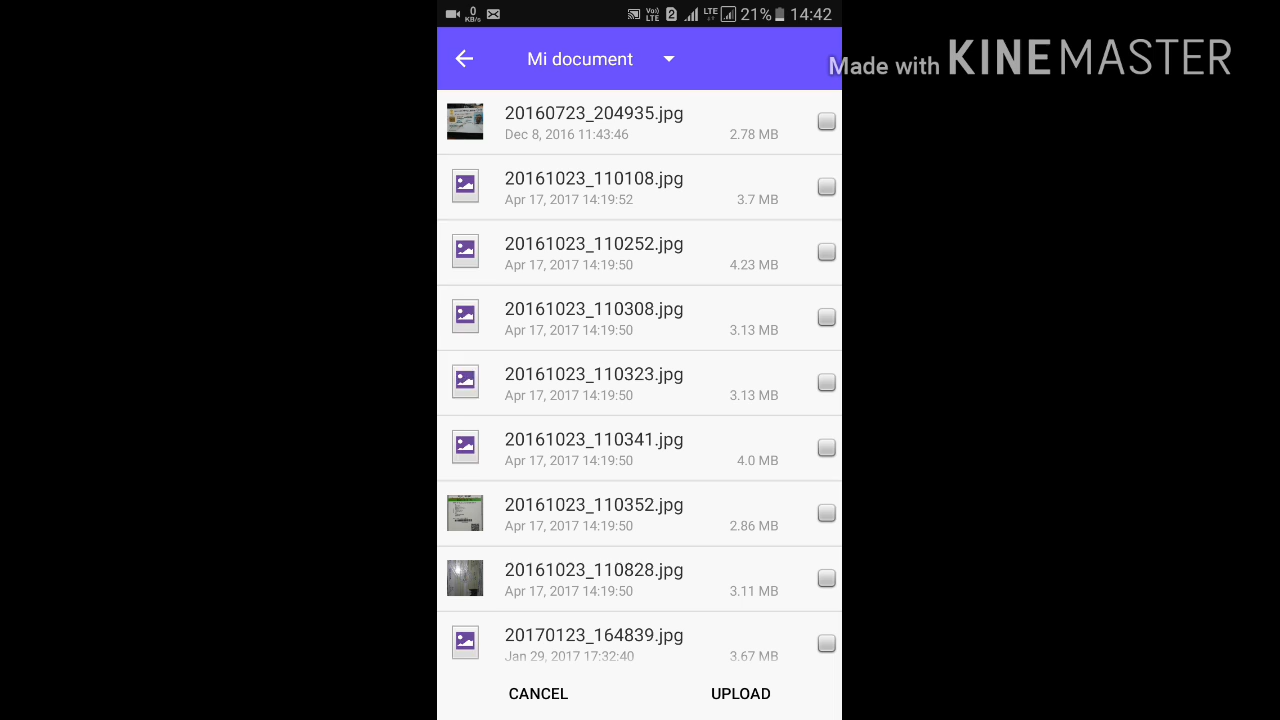 0 KB/s VoLTE 2 LTE 21% 14:42
Mi document
Made with KINEMASTER
20160723_204935.jpg
Dec 8, 2016 11:43:46 2.78 MB
20161023_110108.jpg
Apr 17, 2017 14:19:52 3.7 MB
20161023_110252.jpg
Apr 17, 2017 14:19:50 4.23 MB
20161023_110308.jpg
Apr 17, 2017 14:19:50 3.13 MB
20161023_110323.jpg
Apr 17, 2017 14:19:50 3.13 MB
20161023_110341.jpg
Apr 17, 2017 14:19:50 4.0 MB
20161023_110352.jpg
Apr 17, 2017 14:19:50 2.86 MB
20161023_110828.jpg
Apr 17, 2017 14:19:50 3.11 MB
20170123_164839.jpg
Jan 29, 2017 17:32:40 3.67 MB
CANCEL UPLOAD